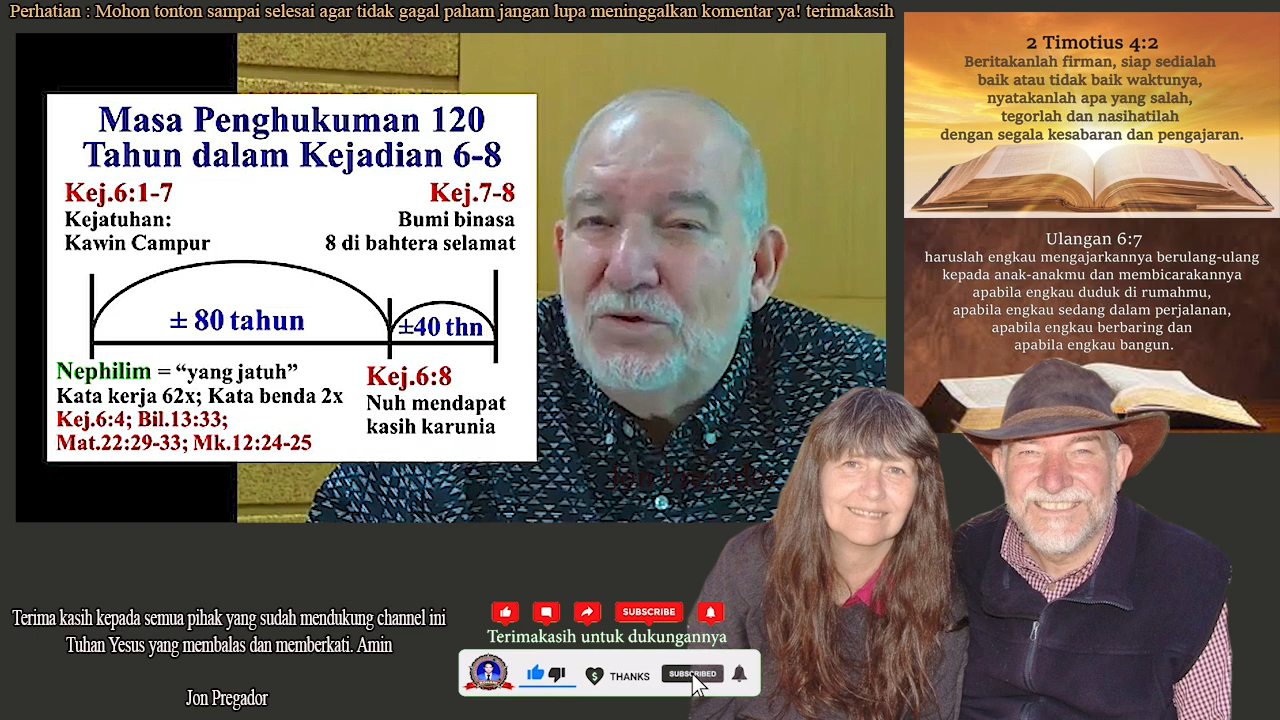 Perhatian : Mohon tonton sampai selesai agar tidak gagal paham jangan lupa meninggalkan komentar ya! terimakasih
Masa Penghukuman 120
Tahun dalam Kejadian 6-8
Kej.6:1-7
Kej.7-8
Kejatuhan:
Kawin Campur
Bumi binasa
8 di bahtera selamat
± 80 tahun
±40 thn
Nephilim = “yang jatuh”
Kata kerja 62x; Kata benda 2x
Kej.6:4; Bil.13:33;
Mat.22:29-33; Mk.12:24-25
Kej.6:8
Nuh mendapat
kasih karunia
Jon Pregador
2 Timotius 4:2
Beritakanlah firman, siap sedialah
baik atau tidak baik waktunya,
nyatakanlah apa yang salah,
tegorlah dan nasihatilah
dengan segala kesabaran dan pengajaran.
Ulangan 6:7
haruslah engkau mengajarkannya berulang-ulang
kepada anak-anakmu dan membicarakannya
apabila engkau duduk di rumahmu,
apabila engkau sedang dalam perjalanan,
apabila engkau berbaring dan
apabila engkau bangun.
Terima kasih kepada semua pihak yang sudah mendukung channel ini
Tuhan Yesus yang membalas dan memberkati. Amin
Jon Pregador
SUBSCRIBE
Terimakasih untuk dukungannya
THANKS
SUBSCRIBED